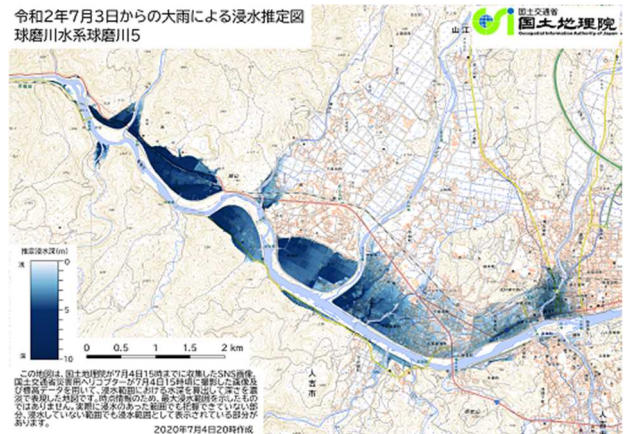 令和2年7月3日からの大雨による浸水推定図
球磨川水系球磨川5
国土交通省
国土地理院
Geospatial Information Authority of Japan
山江
推定浸水深(m)
浅
0
-5
深
-10
0 0.5 1 1.5 2 km
人吉市
人吉市
この地図は、国土地理院が7月4日15時までに収集したSNS画像、
国土交通省災害用ヘリコプターが7月4日15時頃に撮影した画像及
び標高データを用いて、浸水範囲における水深を算出して深さを濃
淡で表現した地図です。時点情報のため、最大浸水範囲を示したもの
ではありません。実際に浸水のあった範囲でも把握できていない部
分、浸水していない範囲でも浸水範囲として表示されている部分が
あります。
2020年7月4日20時作成